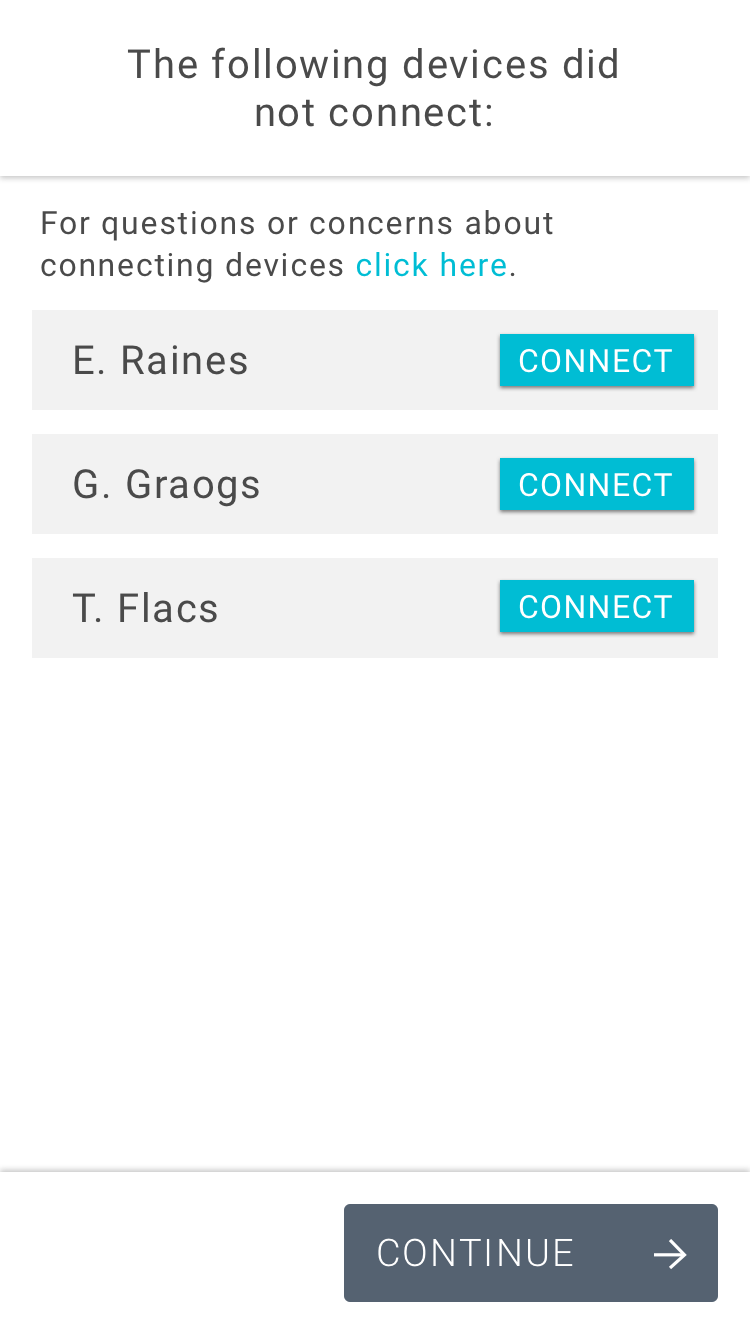 The following devices did
not connect:
For questions or concerns about
connecting devices click here.
E. Raines
CONNECT
G. Graogs
CONNECT
T. Flacs
CONNECT
CONTINUE